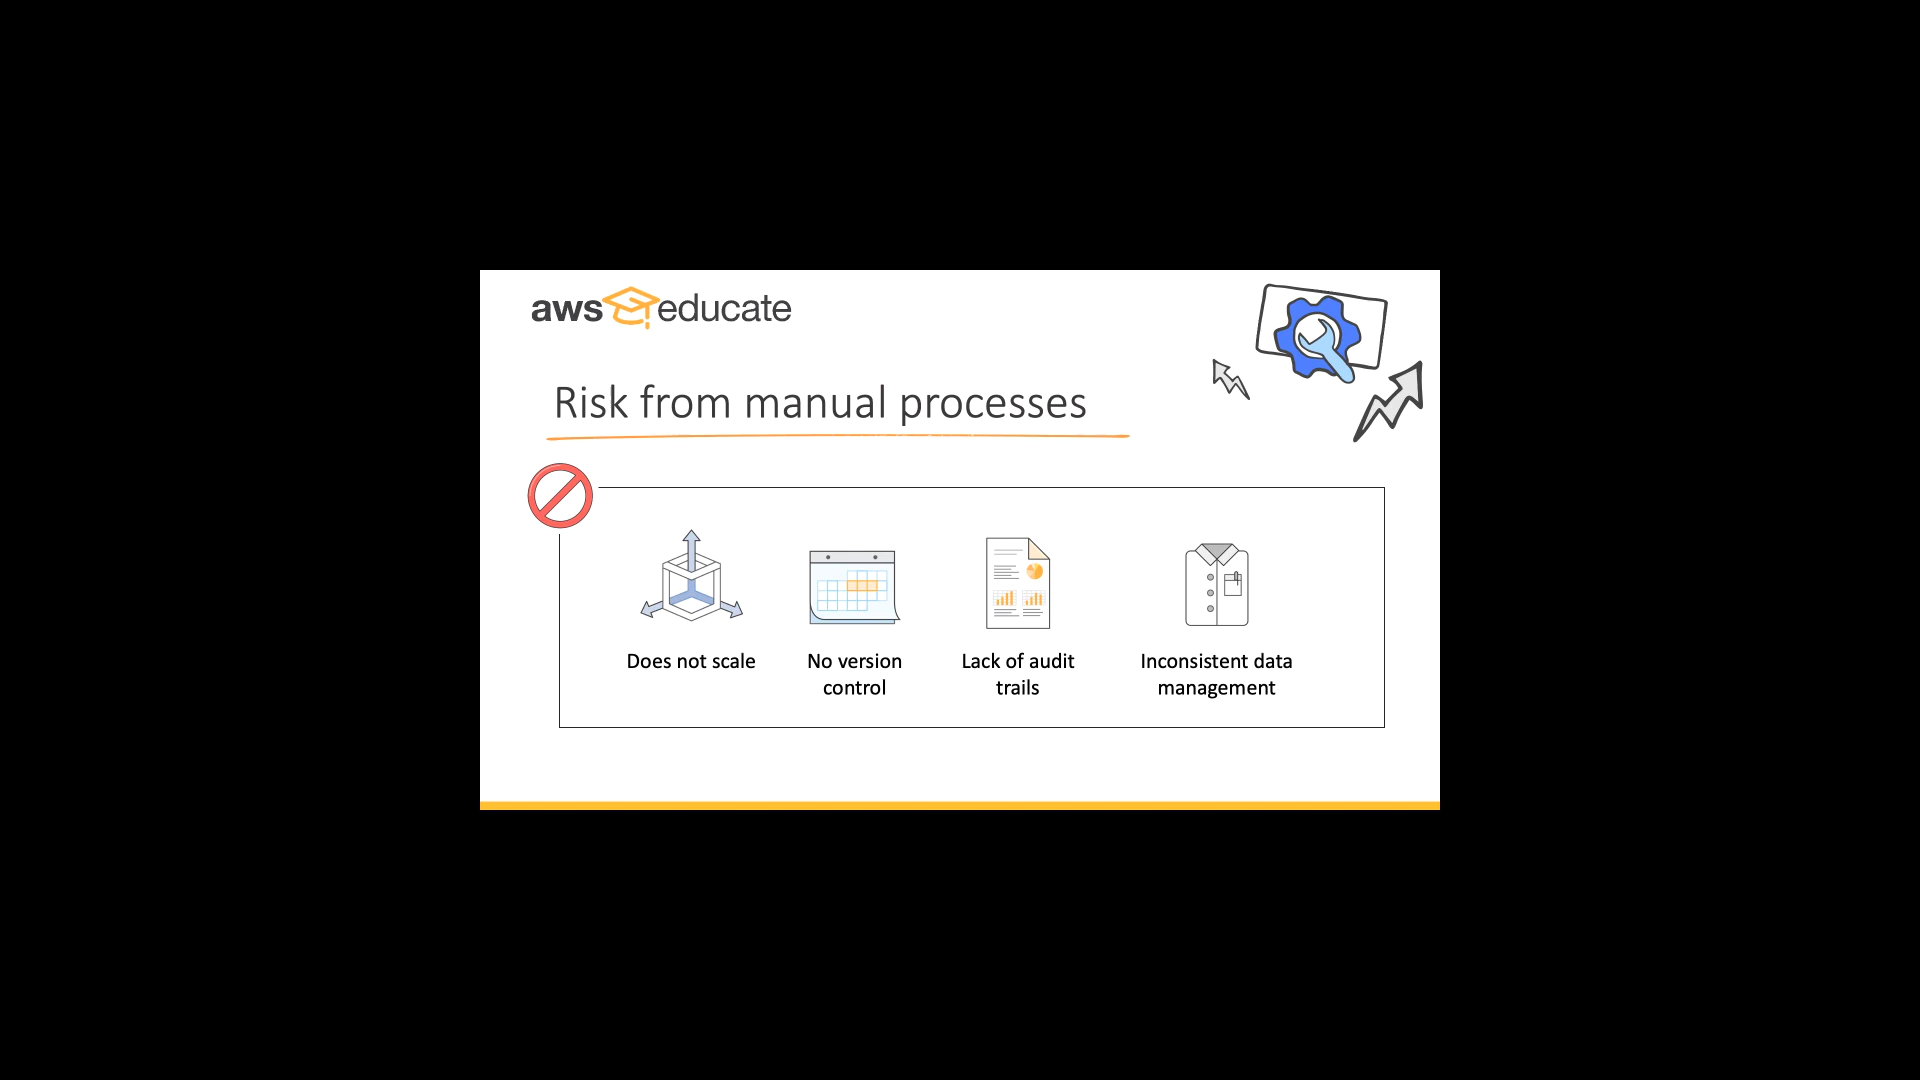 aws educate
Risk from manual processes
Does not scale
No version
control
Lack of audit
trails
Inconsistent data
management